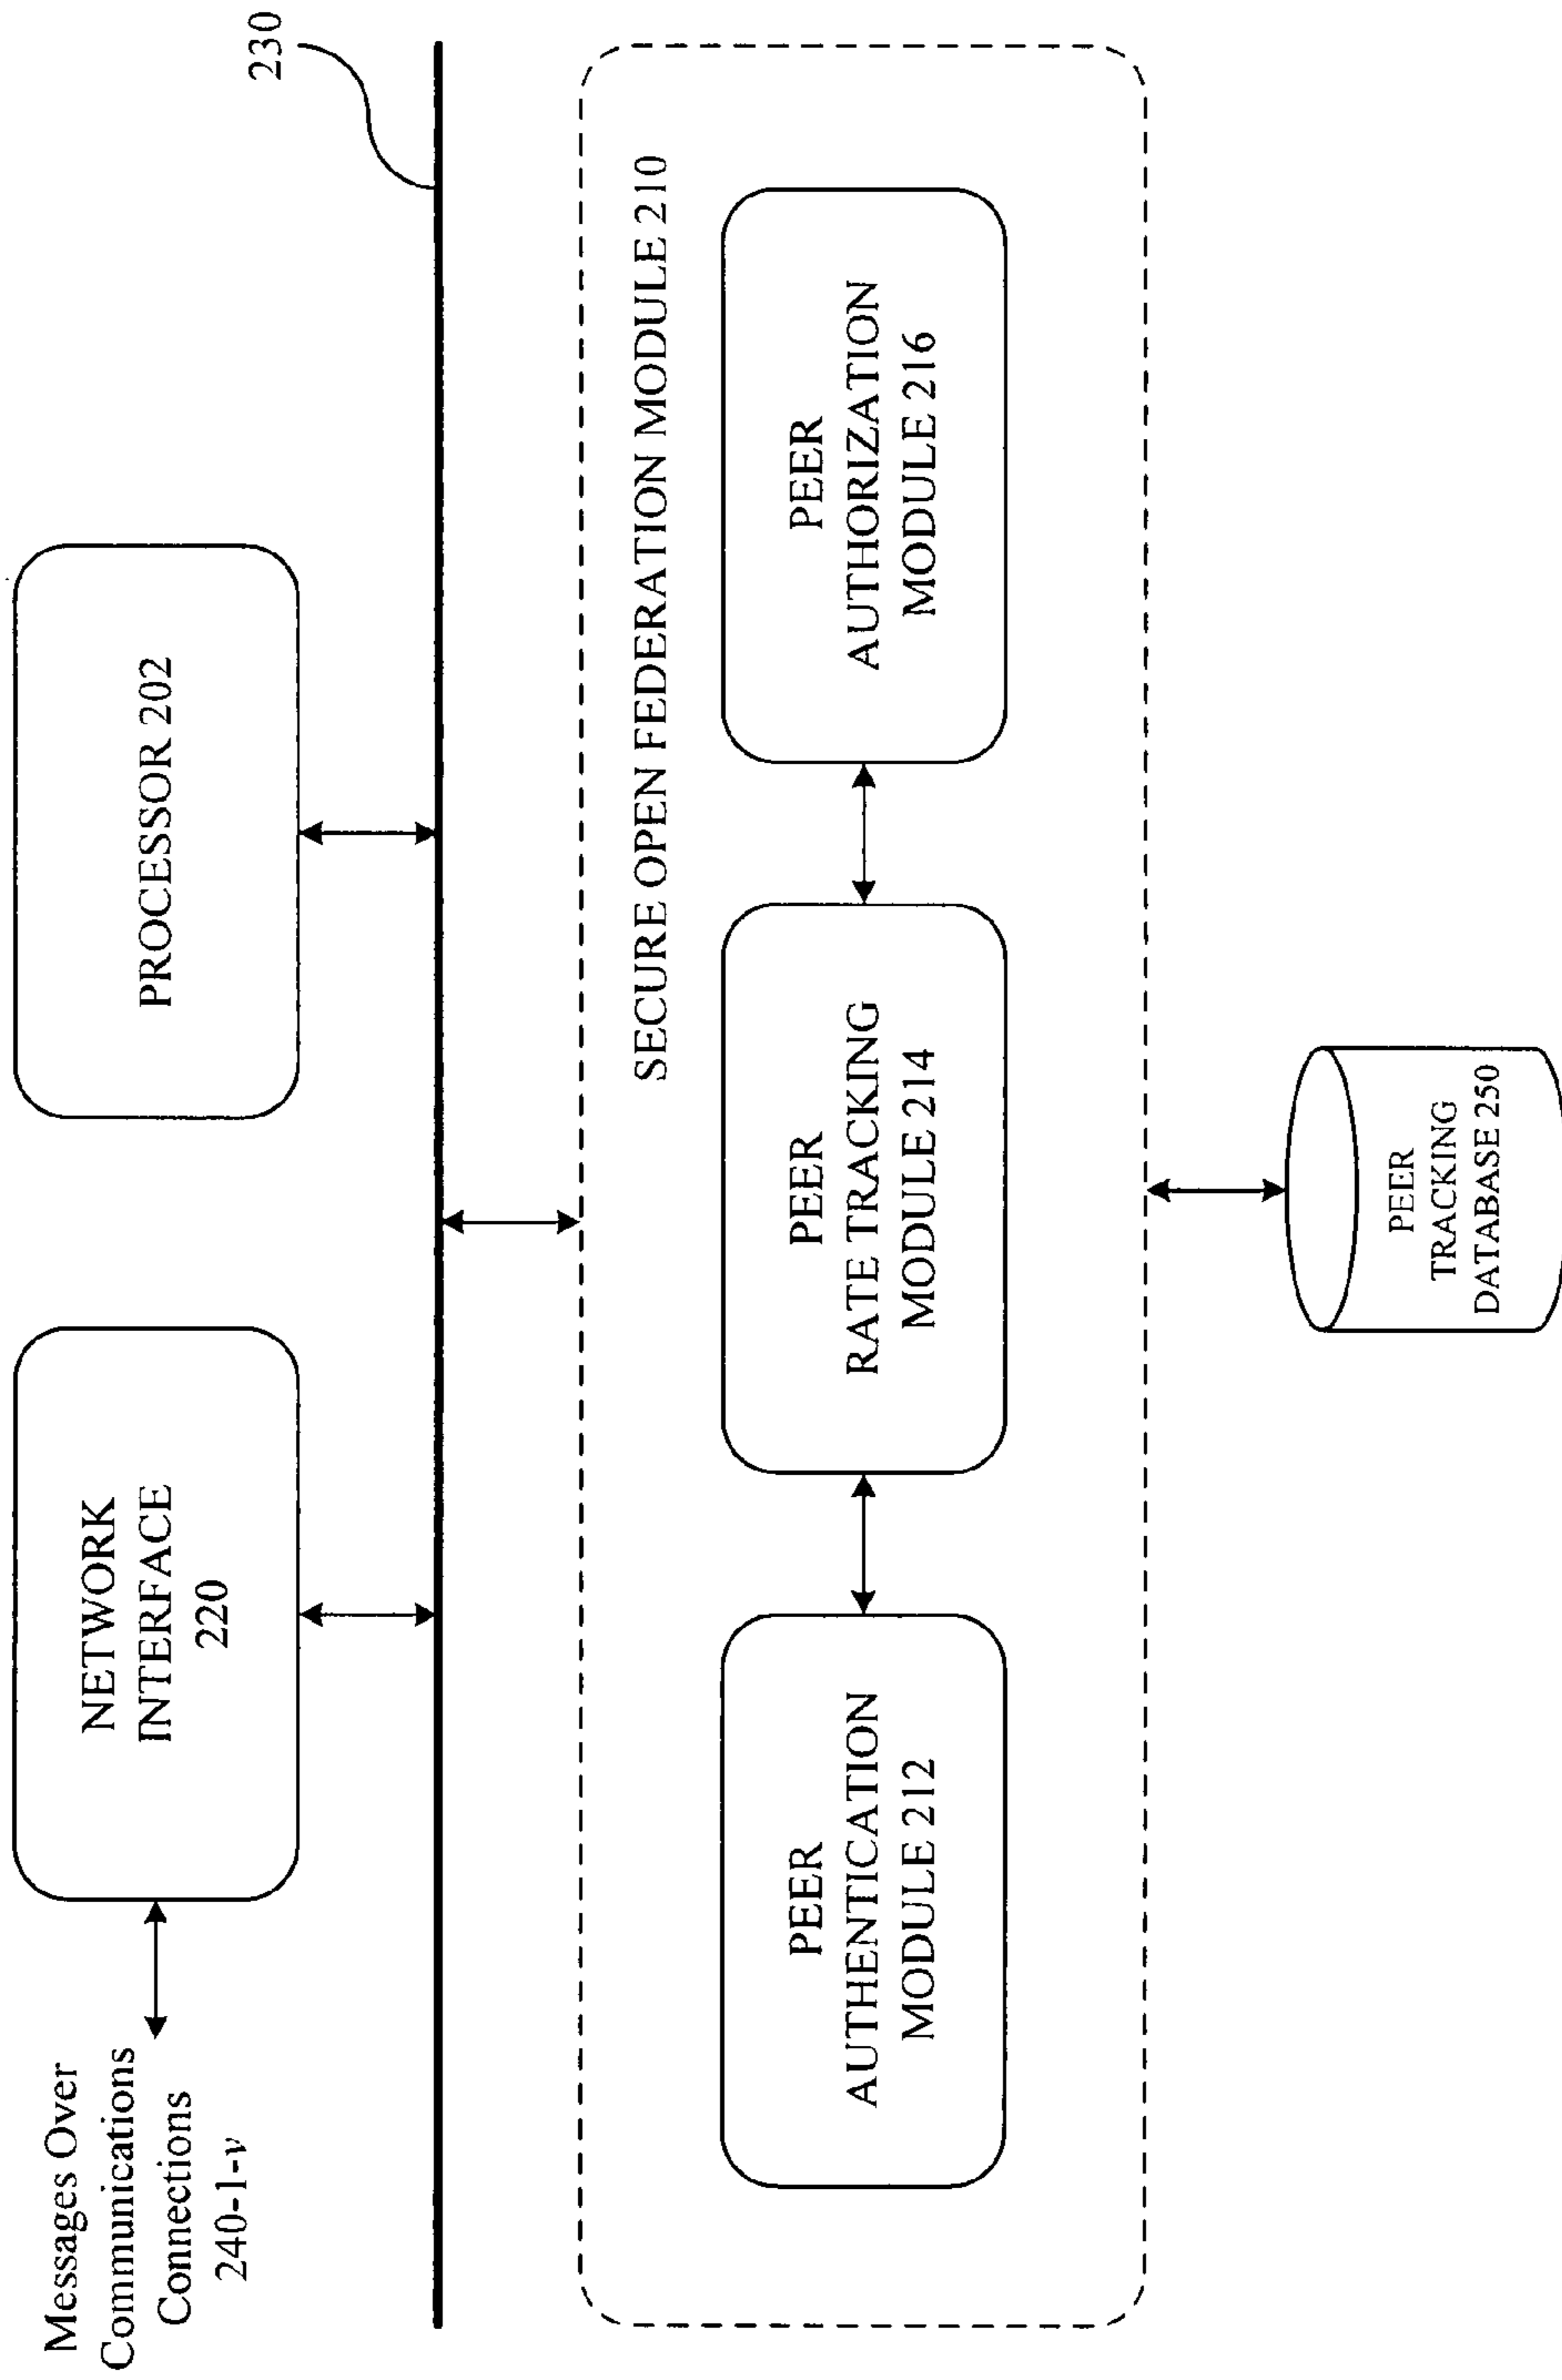 Messages Over
Communications
Connections
240-1-v
NETWORK
INTERFACE
220
PROCESSOR 202
230
SECURE OPEN FEDERATION MODULE 210
PEER
AUTHENTICATION
MODULE 212
PEER
RATE TRACKING
MODULE 214
PEER
AUTHORIZATION
MODULE 216
PEER
TRACKING
DATABASE 250